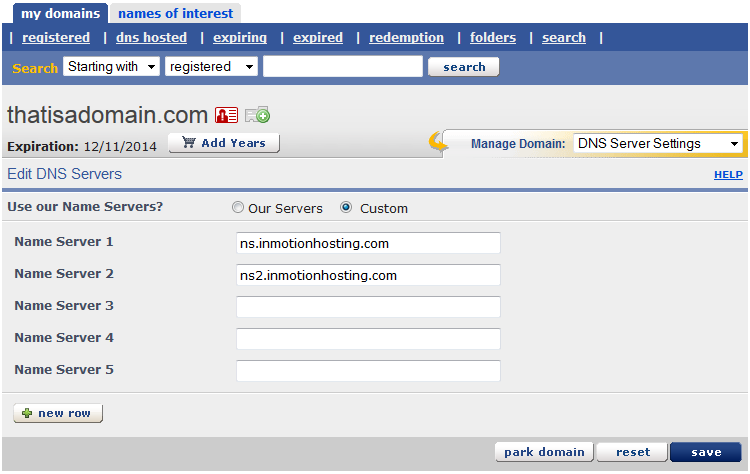 my domains names of interest
| registered | dns hosted | expiring | expired | redemption | folders | search |
Search Starting with registered search
thatisadomain.com
Expiration: 12/11/2014 Add Years Manage Domain: DNS Server Settings
Edit DNS Servers HELP
Use our Name Servers? Our Servers Custom
Name Server 1 ns.inmotionhosting.com
Name Server 2 ns2.inmotionhosting.com
Name Server 3
Name Server 4
Name Server 5
new row
park domain reset save